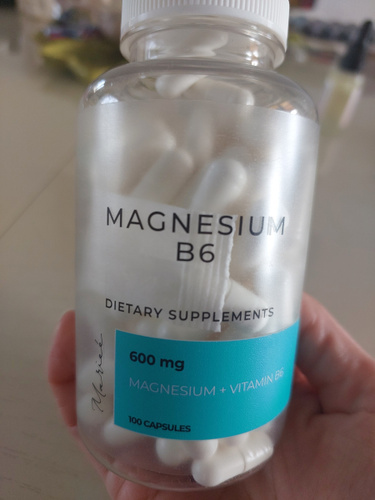 MAGNESIUM
B6
DIETARY SUPPLEMENTS
600 mg
MAGNESIUM + VITAMIN B6
100 CAPSULES